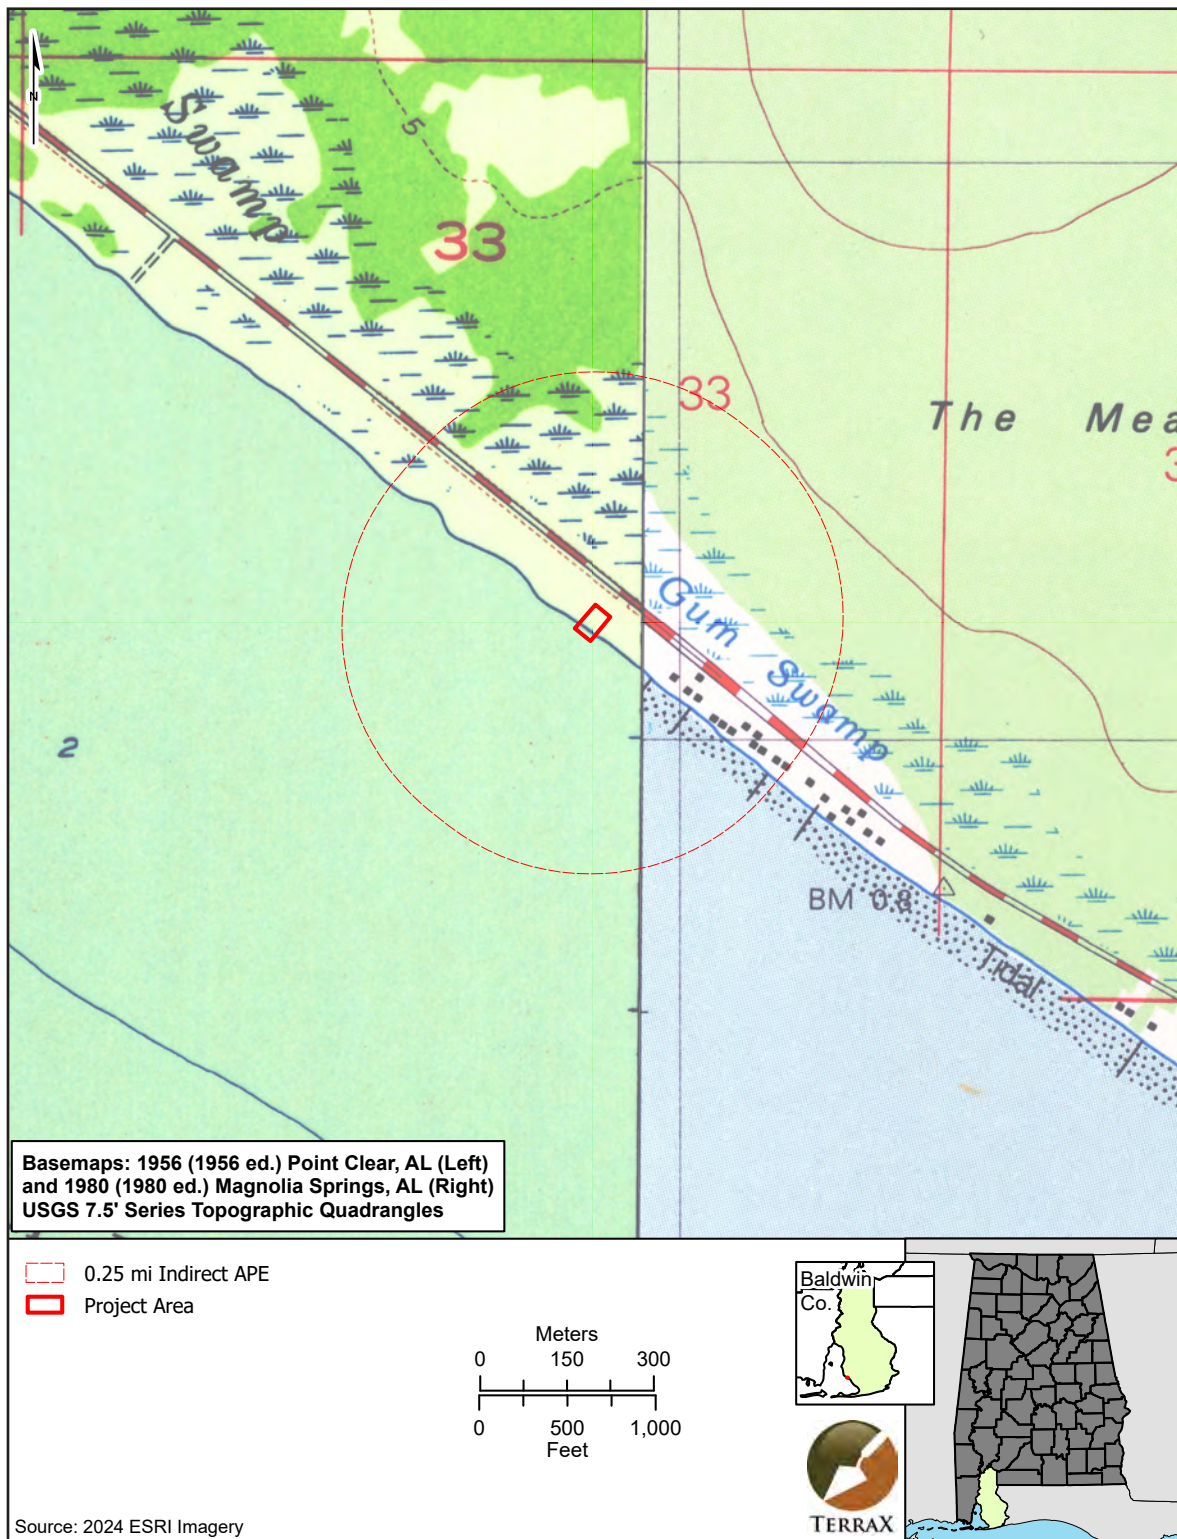 N
Swamp
5
33
33
The Mea
3
Gum Swamp
2
BM 0.8
Tidal
Basemaps: 1956 (1956 ed.) Point Clear, AL (Left)
and 1980 (1980 ed.) Magnolia Springs, AL (Right)
USGS 7.5' Series Topographic Quadrangles
0.25 mi Indirect APE
Project Area
Meters
0 150 300
0 500 1,000
Feet
Baldwin
Co.
TERRAX
Source: 2024 ESRI Imagery